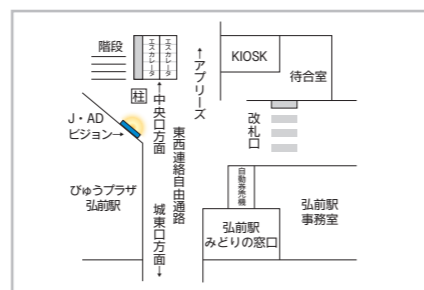 階段
エスカレータ
エスカレータ
←アプリーズ
KIOSK
待合室
柱
←中央口方面
J・AD
ビジョン→
東西連絡自由通路
改札口
びゅうプラザ
弘前駅
城東口方面→
自動券売機
弘前駅
みどりの窓口
弘前駅
事務室